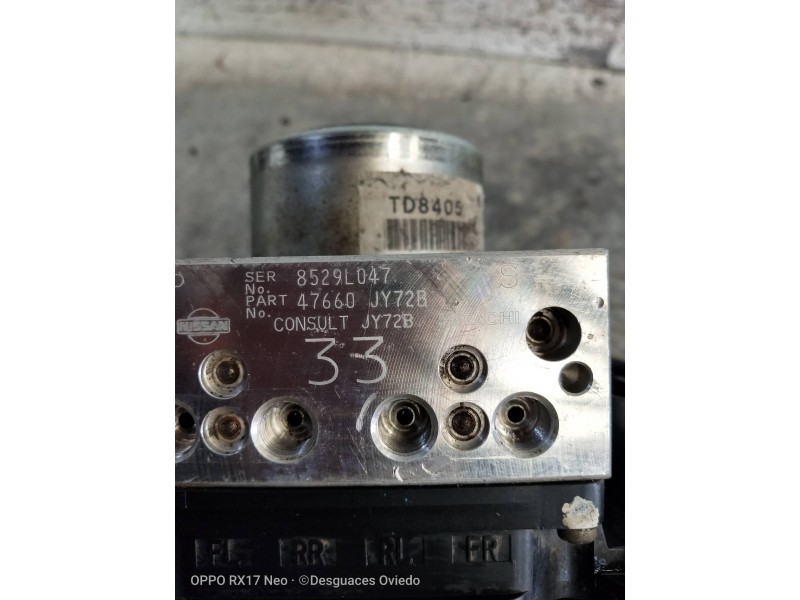 TD8405
SER No. 8529L047 S
PART No. 47660 JY72B
NISSAN CONSULT JY72B
33
FL RR RL FR
OPPO RX17 Neo · ©Desguaces Oviedo